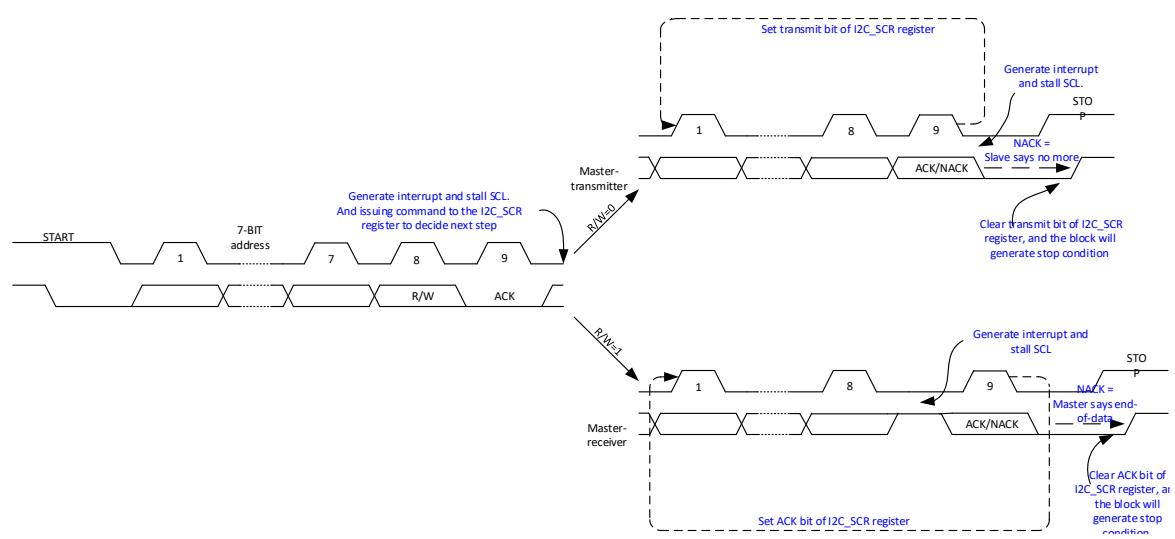 Set transmit bit of I2C_SCR register
Generate interrupt
and stall SCL.
STO
P
1
8
9
NACK =
Slave says no more
Master-
transmitter
ACK/NACK
R/W=0
Clear transmit bit of I2C_SCR
register, and the block will
generate stop condition
Generate interrupt and stall SCL.
And issuing command to the I2C_SCR
register to decide next step
START
7-BIT
address
1
7
8
9
R/W
ACK
R/W=1
Generate interrupt and
stall SCL
STO
P
1
8
9
NACK =
Master says end-
of-data
Master-
receiver
ACK/NACK
Clear ACK bit of
I2C_SCR register, an
the block will
generate stop
condition
Set ACK bit of I2C_SCR register